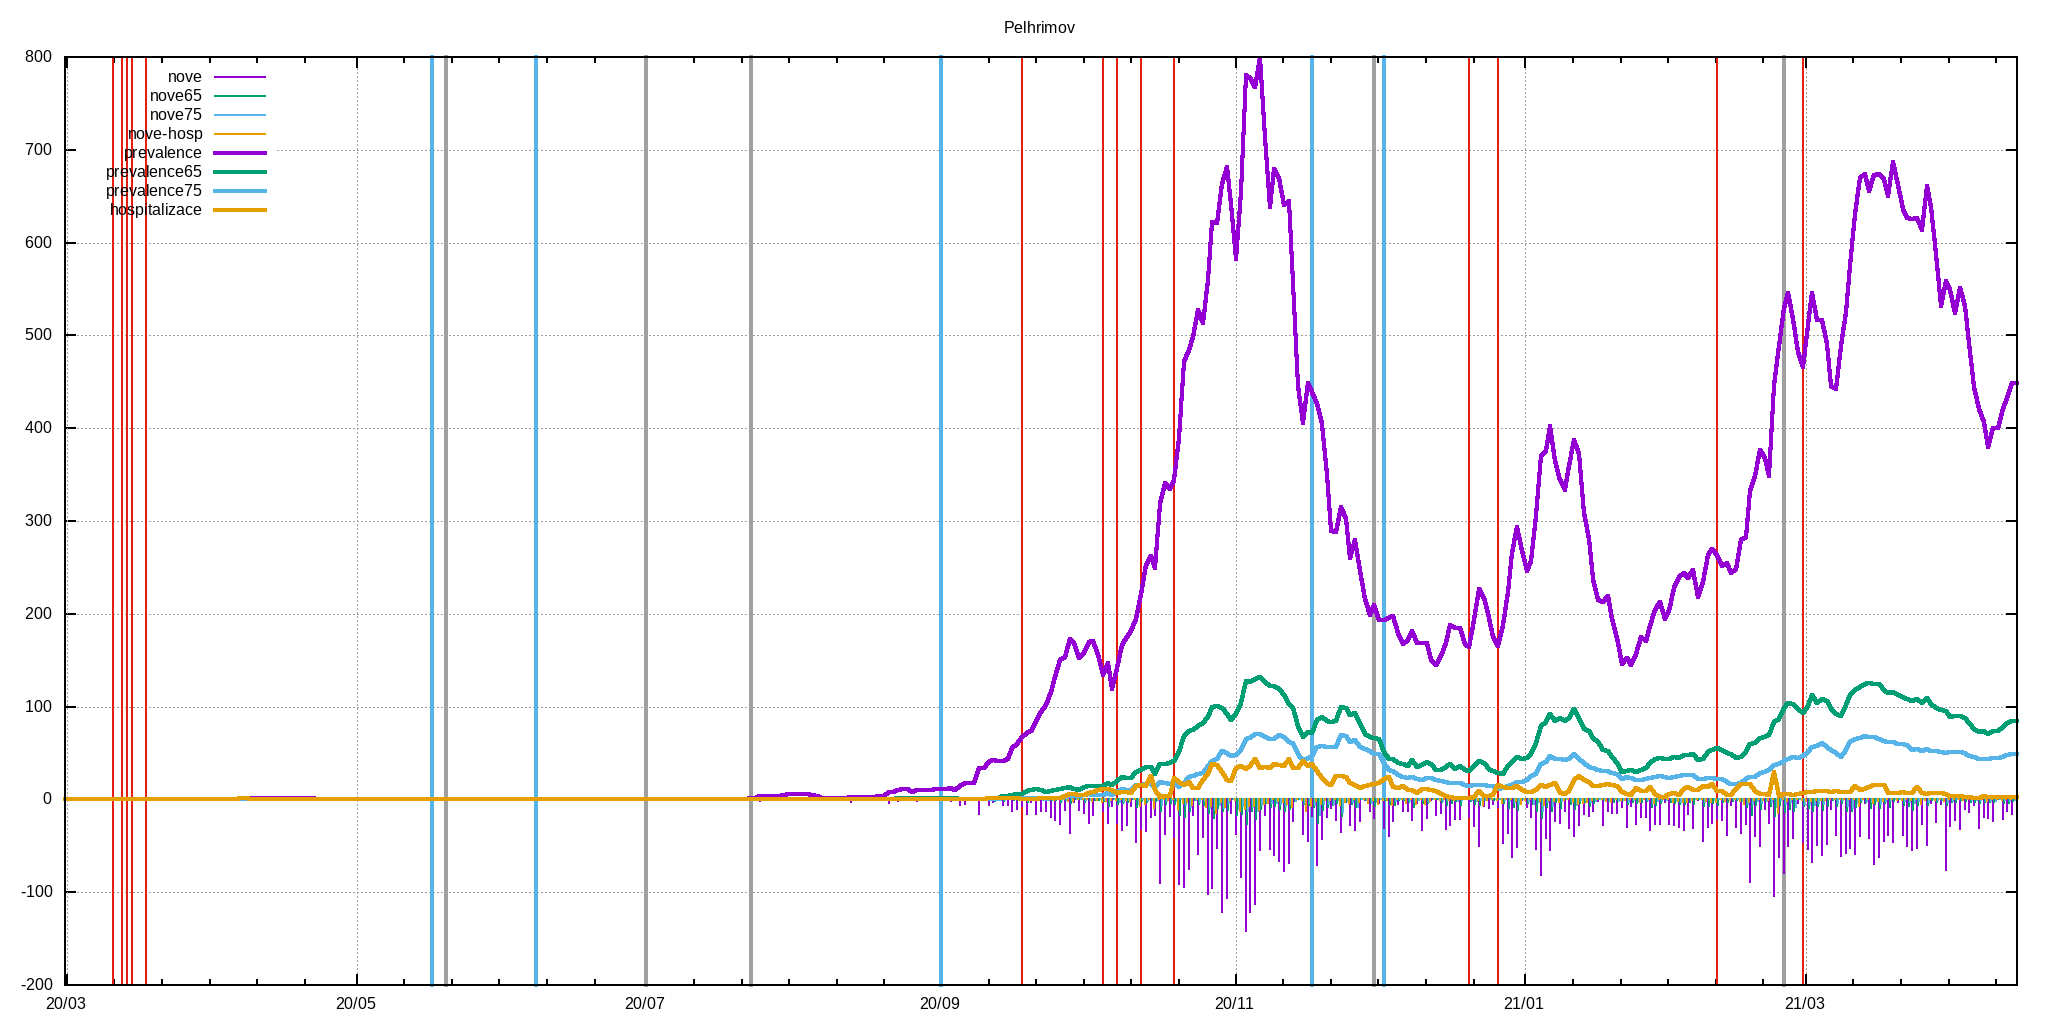 Pelhrimov
800
700
600
500
400
300
200
100
0
-100
-200
nove
nove65
nove75
nove-hosp
prevalence
prevalence65
prevalence75
hospitalizace
20/03 20/05 20/07 20/09 20/11 21/01 21/03